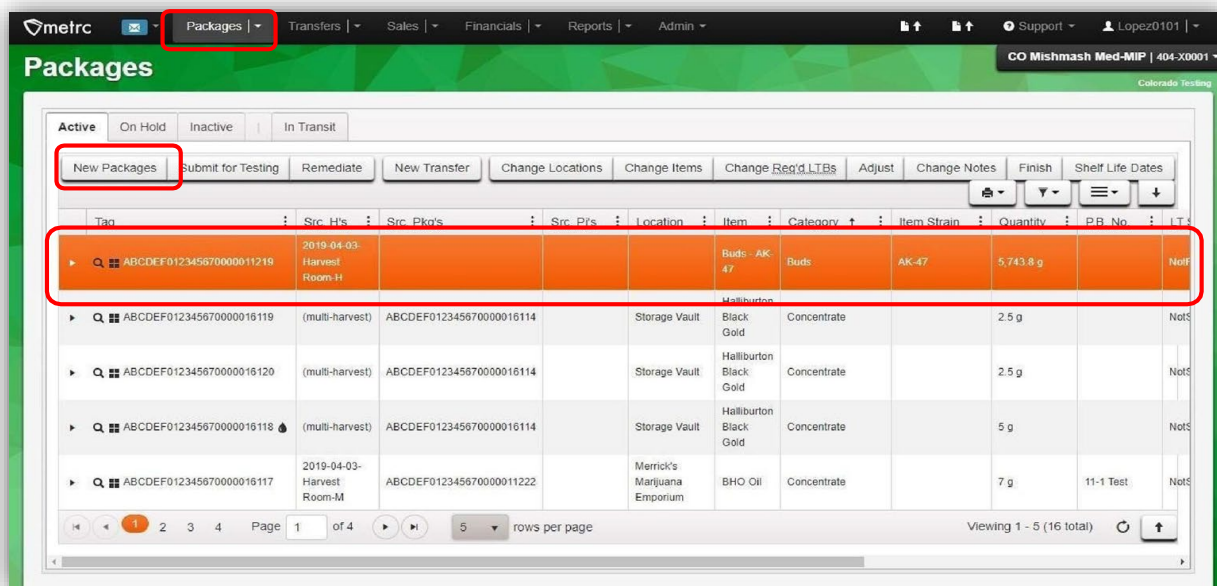 metrc Packages | Transfers | Sales | Financials | Reports | Admin Support Lopez0101 |
Packages
CO Mishmash Med-MIP | 404-X0001
Colorado Testing
Active On Hold Inactive | In Transit
New Packages Submit for Testing Remediate New Transfer Change Locations Change Items Change Req'd LTBs Adjust Change Notes Finish Shelf Life Dates
Tag Src. H's Src. Pkg's Src. Pj's Location Item Category Item Strain Quantity P.B. No.
ABCDEF012345670000011219 2019-04-03-Harvest Room-H Buds - AK-47 Buds AK-47 5,743.8 g
ABCDEF012345670000016119 (multi-harvest) ABCDEF012345670000016114 Storage Vault Halliburton Black Gold Concentrate 2.5 g
ABCDEF012345670000016120 (multi-harvest) ABCDEF012345670000016114 Storage Vault Halliburton Black Gold Concentrate 2.5 g
ABCDEF012345670000016118 (multi-harvest) ABCDEF012345670000016114 Storage Vault Halliburton Black Gold Concentrate 5 g
ABCDEF012345670000016117 2019-04-03-Harvest Room-M ABCDEF012345670000011222 Merrick's Marijuana Emporium BHO Oil Concentrate 7 g 11-1 Test
1 2 3 4 Page 1 of 4 5 rows per page Viewing 1 - 5 (16 total)